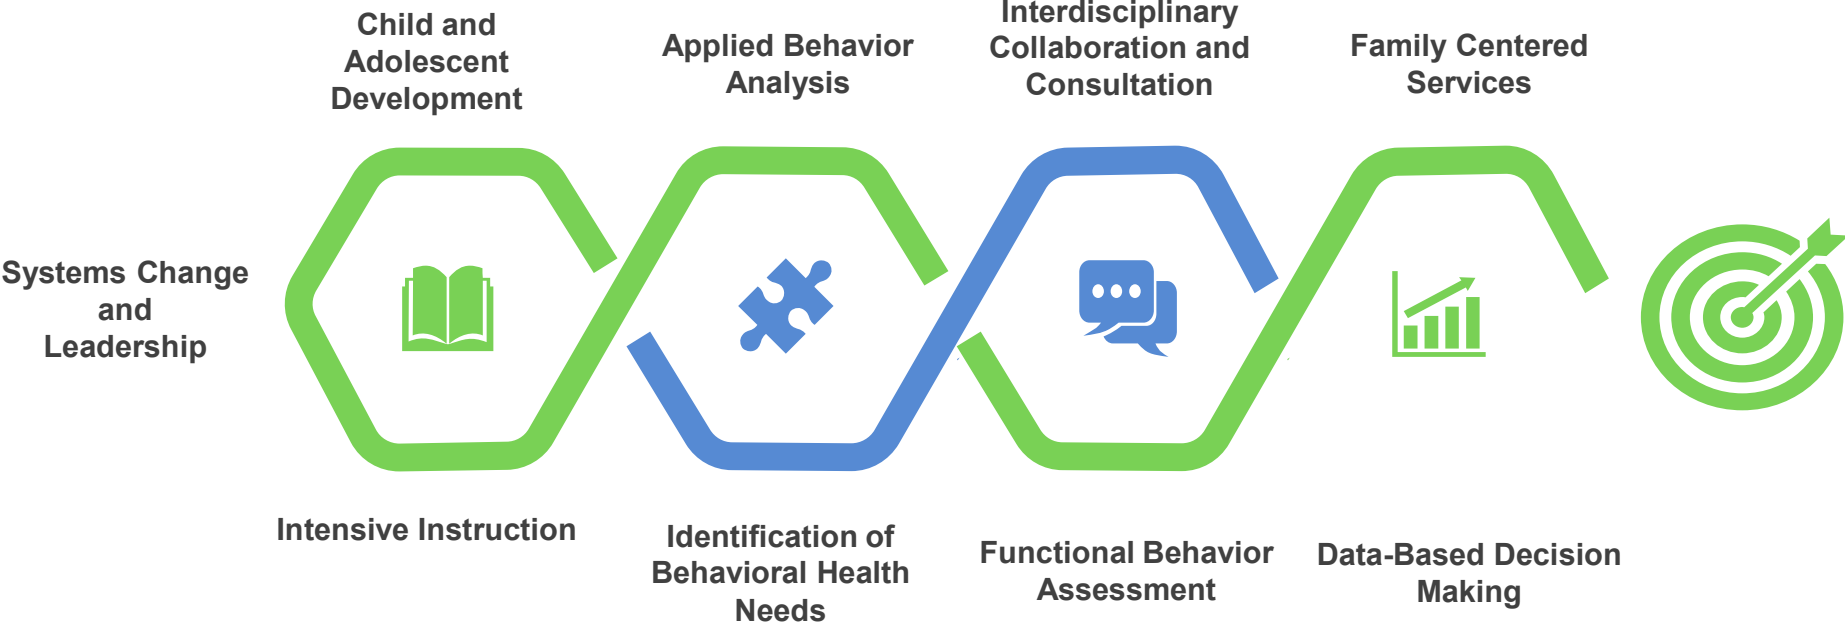 Child and
Adolescent
Development
Applied Behavior
Analysis
Interdisciplinary
Collaboration and
Consultation
Family Centered
Services
Systems Change
and
Leadership
Intensive Instruction
Identification of
Behavioral Health
Needs
Functional Behavior
Assessment
Data-Based Decision
Making